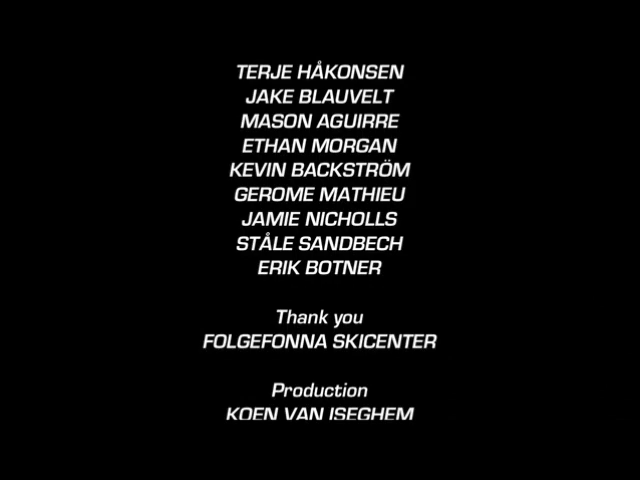 TERJE HÅKONSEN
JAKE BLAUVELT
MASON AGUIRRE
ETHAN MORGAN
KEVIN BACKSTRÖM
GEROME MATHIEU
JAMIE NICHOLLS
STÅLE SANDBECH
ERIK BOTNER
Thank you
FOLGEFONNA SKICENTER
Production
KOEN VAN ISEGHEM